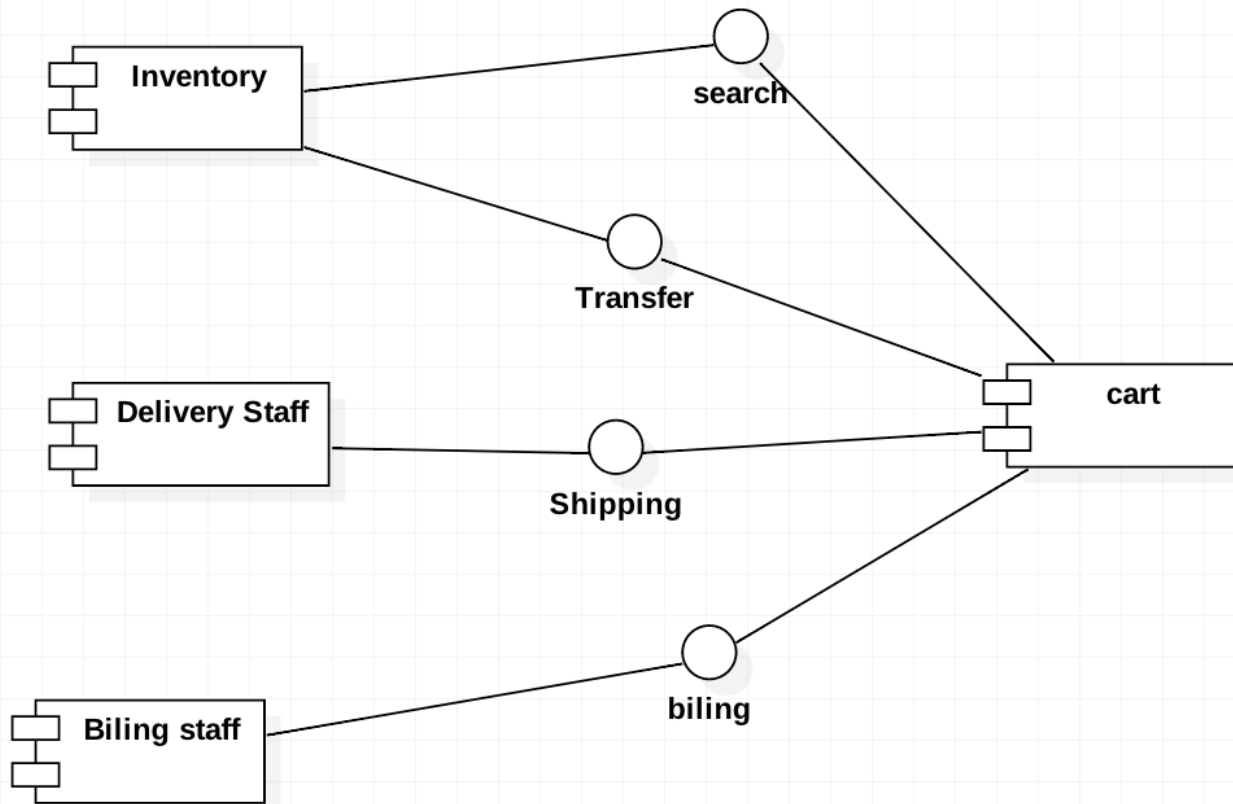 Inventory
search
Transfer
cart
Delivery Staff
Shipping
biling
Biling staff